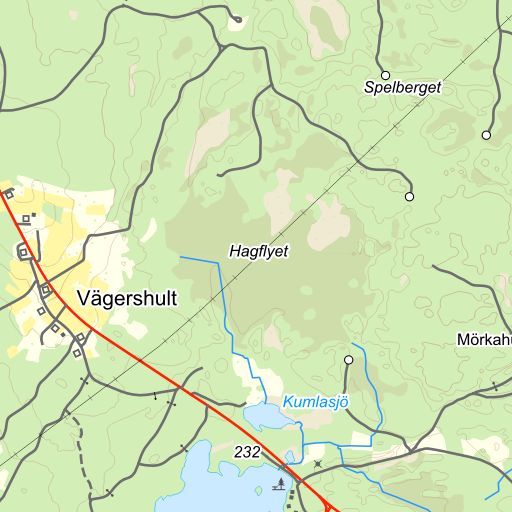 Spelberget
Hagflyet
Vägershult
Mörkahu
Kumlasjö
232